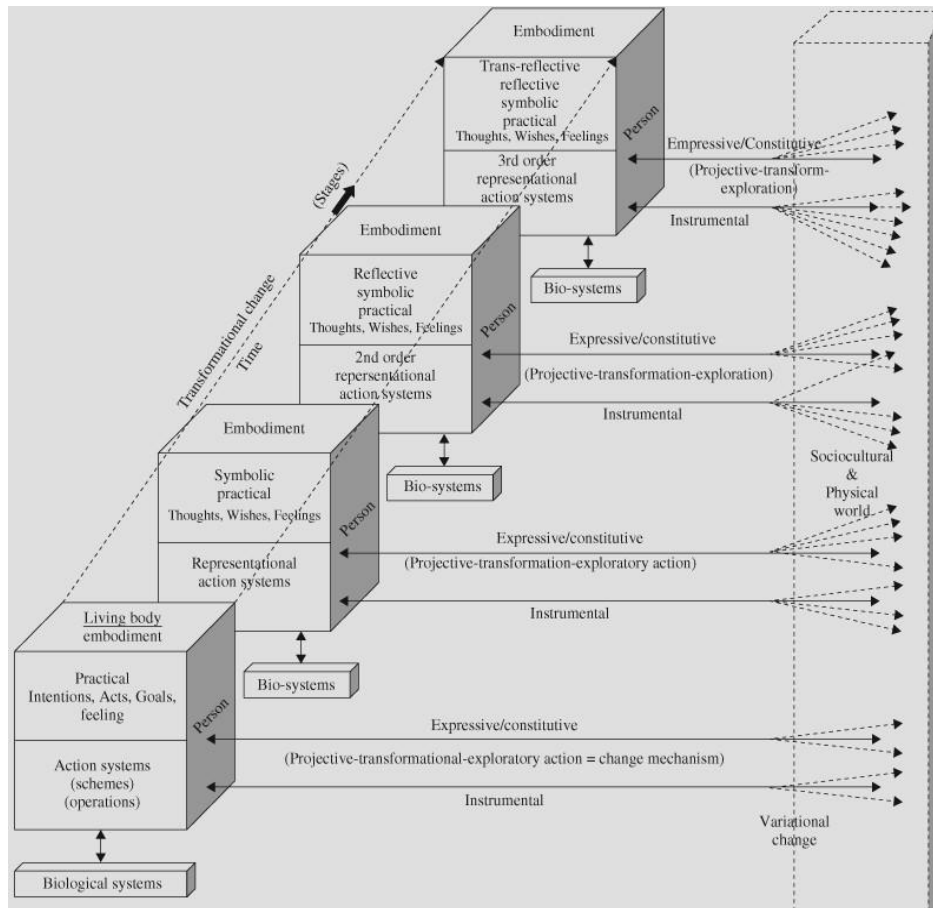 Embodiment
Trans-reflective
reflective
symbolic
practical
Thoughts, Wishes, Feelings
3rd order
representational
action systems
Person
Empressive/Constitutive
(Projective-transform-
exploration)
Instrumental
Bio-systems
(Stages)
Transformational change
Time
Embodiment
Reflective
symbolic
practical
Thoughts, Wishes, Feelings
2nd order
repersentational
action systems
Person
Expressive/constitutive
(Projective-transformation-exploration)
Instrumental
Bio-systems
Sociocultural
&
Physical
world
Embodiment
Symbolic
practical
Thoughts, Wishes, Feelings
Representational
action systems
Person
Expressive/constitutive
(Projective-transformation-exploratory action)
Instrumental
Bio-systems
Living body
embodiment
Practical
Intentions, Acts, Goals,
feeling
Action systems
(schemes)
(operations)
Person
Expressive/constitutive
(Projective-transformational-exploratory action = change mechanism)
Instrumental
Variational
change
Biological systems